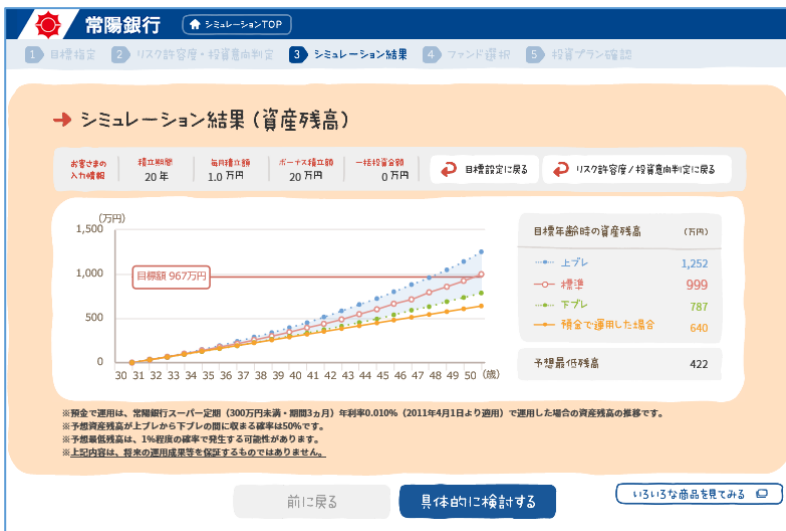 常陽銀行 シミュレーションTOP
1 目標指定 2 リスク許容度・投資意向判定 3 シミュレーション結果 4 ファンド選択 5 投資プラン確認
シミュレーション結果（資産残高）
お客さまの入力情報 積立期間 20 年 毎月積立額 1.0 万円 ボーナス積立額 20 万円 一括投資金額 0 万円 目標設定に戻る リスク許容度/投資意向判定に戻る
(万円)
1,500
1,000
500
0
目標額 967万円
30 31 32 33 34 35 36 37 38 39 40 41 42 43 44 45 46 47 48 49 50 (歳)
目標年齢時の資産残高 (万円)
上ブレ 1,252
標準 999
下ブレ 787
預金で運用した場合 640
予想最低残高 422
※預金で運用は、常陽銀行スーパー定期（300万円未満・期間3ヵ月）年利率0.010%（2011年4月1日より適用）で運用した場合の資産残高の推移です。
※予想資産残高が上ブレから下ブレの間に収まる確率は50%です。
※予想最低残高は、1%程度の確率で発生する可能性があります。
※上記内容は、将来の運用成果等を保証するものではありません。
前に戻る 具体的に検討する いろいろな商品を見てみる